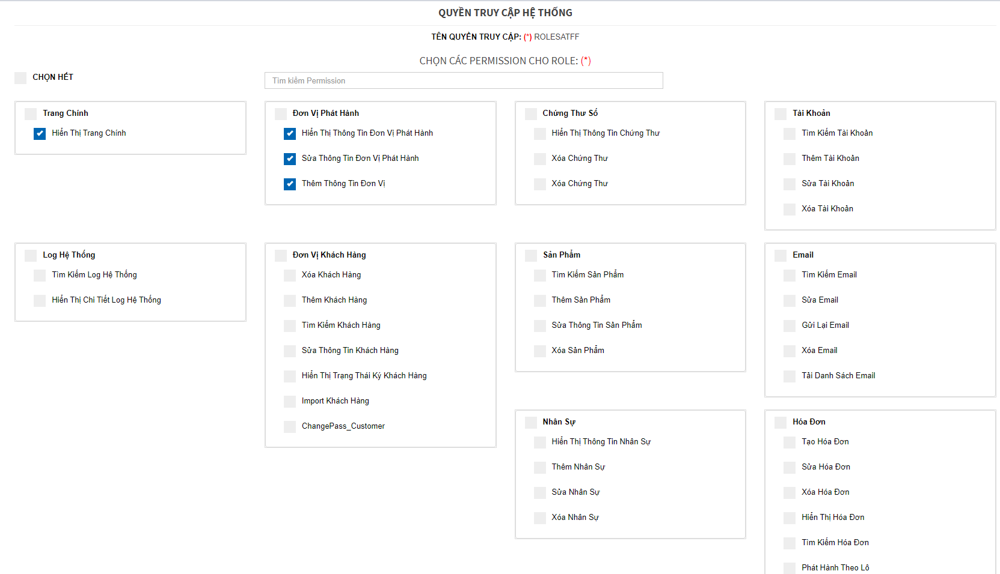 QUYỀN TRUY CẬP HỆ THỐNG
TÊN QUYỀN TRUY CẬP: (*) ROLESATFF
CHỌN CÁC PERMISSION CHO ROLE: (*)
CHỌN HẾT
Tìm kiếm Permission
Trang Chính
Hiển Thị Trang Chính
Đơn Vị Phát Hành
Hiển Thị Thông Tin Đơn Vị Phát Hành
Sửa Thông Tin Đơn Vị Phát Hành
Thêm Thông Tin Đơn Vị
Chứng Thư Số
Hiển Thị Thông Tin Chứng Thư
Xóa Chứng Thư
Xóa Chứng Thư
Tài Khoản
Tìm Kiếm Tài Khoản
Thêm Tài Khoản
Sửa Tài Khoản
Xóa Tài Khoản
Log Hệ Thống
Tìm Kiếm Log Hệ Thống
Hiển Thị Chi Tiết Log Hệ Thống
Đơn Vị Khách Hàng
Xóa Khách Hàng
Thêm Khách Hàng
Tìm Kiếm Khách Hàng
Sửa Thông Tin Khách Hàng
Hiển Thị Trạng Thái Ký Khách Hàng
Import Khách Hàng
ChangePass_Customer
Sản Phẩm
Tìm Kiếm Sản Phẩm
Thêm Sản Phẩm
Sửa Thông Tin Sản Phẩm
Xóa Sản Phẩm
Email
Tìm Kiếm Email
Sửa Email
Gửi Lại Email
Xóa Email
Tải Danh Sách Email
Nhân Sự
Hiển Thị Thông Tin Nhân Sự
Thêm Nhân Sự
Sửa Nhân Sự
Xóa Nhân Sự
Hóa Đơn
Tạo Hóa Đơn
Sửa Hóa Đơn
Xóa Hóa Đơn
Hiển Thị Hóa Đơn
Tìm Kiếm Hóa Đơn
Phát Hành Theo Lô